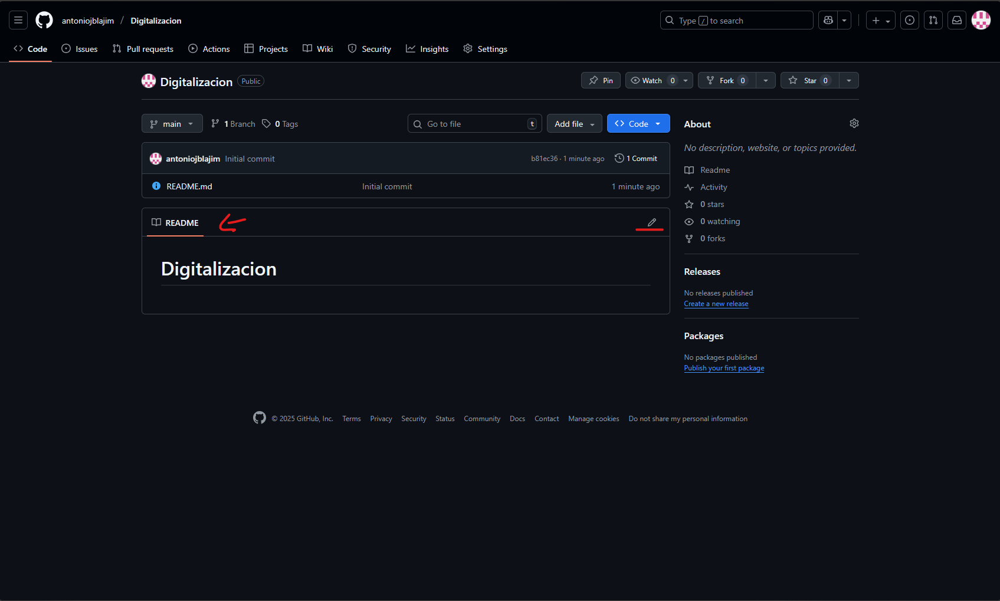 antoniojblajim / Digitalizacion
Type / to search
Code Issues Pull requests Actions Projects Wiki Security Insights Settings
Digitalizacion Public
Pin Watch 0 Fork 0 Star 0
main 1 Branch 0 Tags
Go to file t Add file Code
About
antoniojblajim Initial commit b81ec36 · 1 minute ago 1 Commit
README.md Initial commit 1 minute ago
README
Digitalizacion
No description, website, or topics provided.
Readme
Activity
0 stars
0 watching
0 forks
Releases
No releases published
Create a new release
Packages
No packages published
Publish your first package
© 2025 GitHub, Inc. Terms Privacy Security Status Community Docs Contact Manage cookies Do not share my personal information